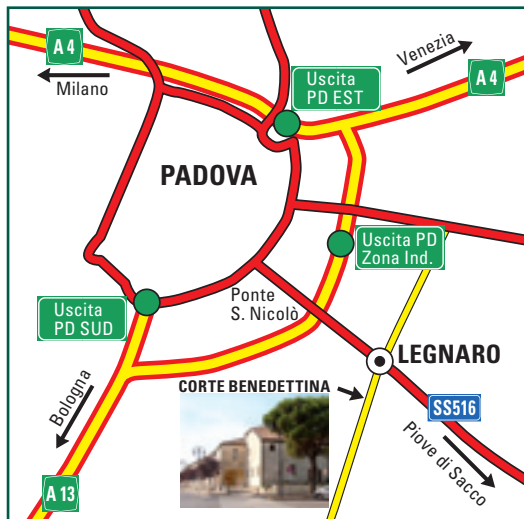 A4
Milano
Uscita
PD EST
Venezia
A4
PADOVA
Uscita PD
Zona Ind.
Uscita
PD SUD
Ponte
S. Nicolò
LEGNARO
CORTE BENEDETTINA
Bologna
SS516
Piove di Sacco
A 13